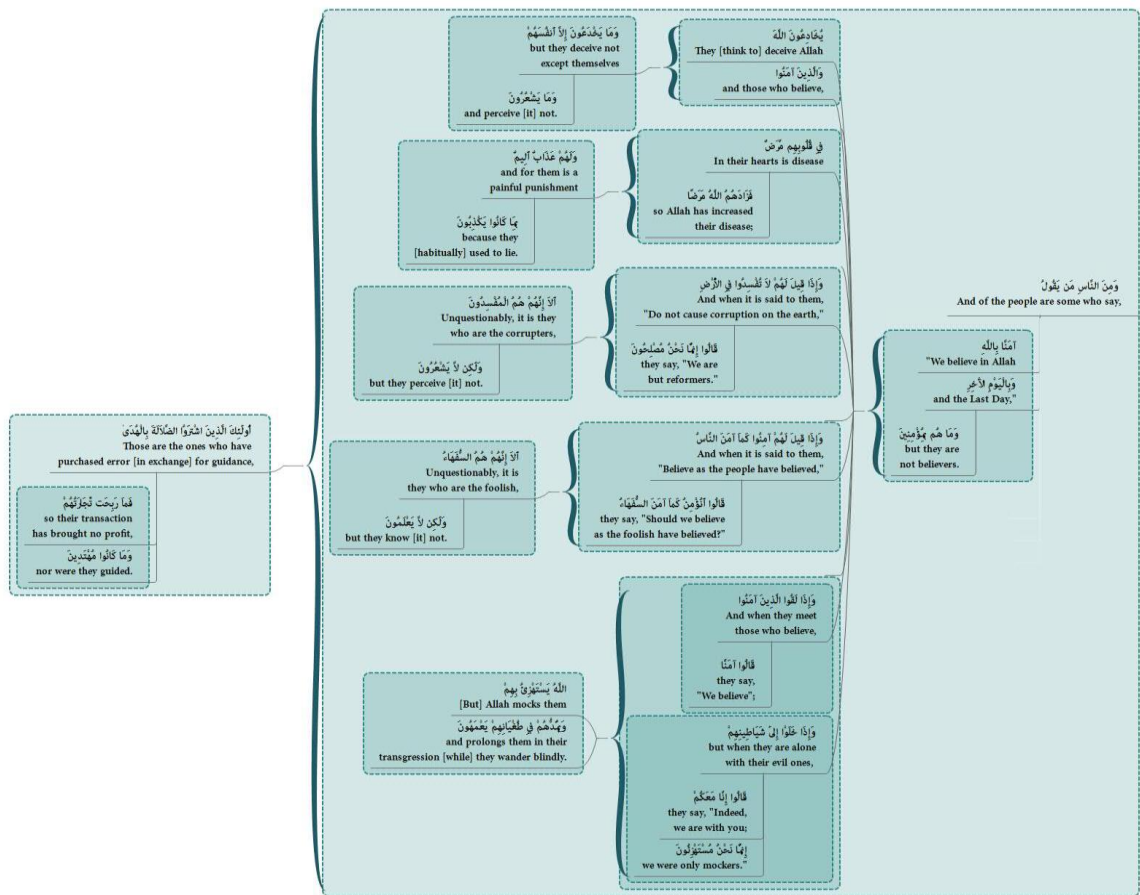 وَمِنَ النَّاسِ مَن يَقُولُ
And of the people are some who say,
آمَنَّا بِاللَّهِ
"We believe in Allah
وَبِالْيَوْمِ الآخِرِ
and the Last Day,"
وَمَا هُم بِمُؤْمِنِينَ
but they are
not believers.
يُخَادِعُونَ اللَّهَ
They [think to] deceive Allah
وَالَّذِينَ آمَنُوا
and those who believe,
وَمَا يَخْدَعُونَ إِلاَّ أَنفُسَهُمْ
but they deceive not
except themselves
وَمَا يَشْعُرُونَ
and perceive [it] not.
فِي قُلُوبِهِم مَّرَضٌ
In their hearts is disease
فَزَادَهُمُ اللَّهُ مَرَضًا
so Allah has increased
their disease;
وَلَهُمْ عَذَابٌ أَلِيمٌ
and for them is a
painful punishment
بِمَا كَانُوا يَكْذِبُونَ
because they
[habitually] used to lie.
وَإِذَا قِيلَ لَهُمْ لاَ تُفْسِدُوا فِي الأَرْضِ
And when it is said to them,
"Do not cause corruption on the earth,"
قَالُوا إِنَّمَا نَحْنُ مُصْلِحُونَ
they say, "We are
but reformers."
أَلاَ إِنَّهُمْ هُمُ الْمُفْسِدُونَ
Unquestionably, it is they
who are the corrupters,
وَلَكِن لاَّ يَشْعُرُونَ
but they perceive [it] not.
وَإِذَا قِيلَ لَهُمْ آمِنُوا كَمَا آمَنَ النَّاسُ
And when it is said to them,
"Believe as the people have believed,"
قَالُوا أَنُؤْمِنُ كَمَا آمَنَ السُّفَهَاءُ
they say, "Should we believe
as the foolish have believed?"
أَلاَ إِنَّهُمْ هُمُ السُّفَهَاءُ
Unquestionably, it is
they who are the foolish,
وَلَكِن لاَّ يَعْلَمُونَ
but they know [it] not.
وَإِذَا لَقُوا الَّذِينَ آمَنُوا
And when they meet
those who believe,
قَالُوا آمَنَّا
they say,
"We believe";
وَإِذَا خَلَوْا إِلَىٰ شَيَاطِينِهِمْ
but when they are alone
with their evil ones,
قَالُوا إِنَّا مَعَكُمْ
they say, "Indeed,
we are with you;
إِنَّمَا نَحْنُ مُسْتَهْزِئُونَ
we were only mockers."
اللَّهُ يَسْتَهْزِئُ بِهِمْ
[But] Allah mocks them
وَيَمُدُّهُمْ فِي طُغْيَانِهِمْ يَعْمَهُونَ
and prolongs them in their
transgression [while] they wander blindly.
أُولَئِكَ الَّذِينَ اشْتَرَوُا الضَّلاَلَةَ بِالْهُدَىٰ
Those are the ones who have
purchased error [in exchange] for guidance,
فَمَا رَبِحَت تِّجَارَتُهُمْ
so their transaction
has brought no profit,
وَمَا كَانُوا مُهْتَدِينَ
nor were they guided.